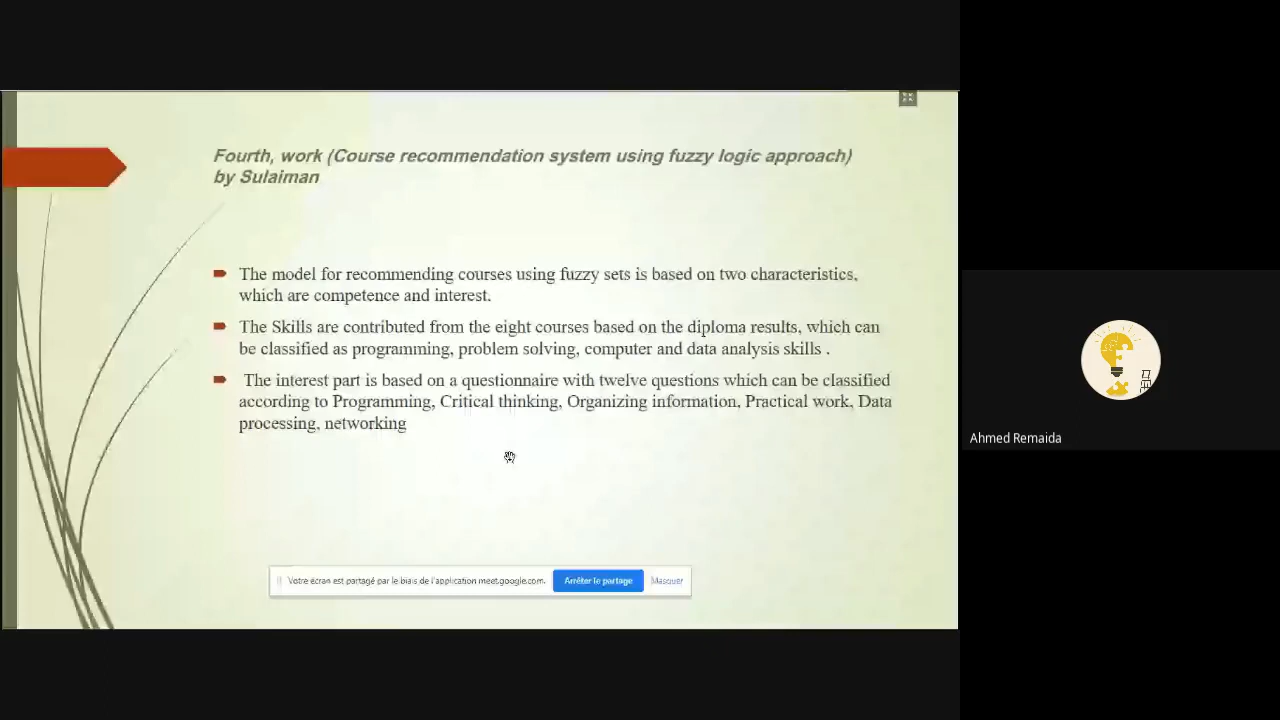 Fourth, work (Course recommendation system using fuzzy logic approach)
by Sulaiman
The model for recommending courses using fuzzy sets is based on two characteristics,
which are competence and interest.
The Skills are contributed from the eight courses based on the diploma results, which can
be classified as programming, problem solving, computer and data analysis skills .
The interest part is based on a questionnaire with twelve questions which can be classified
according to Programming, Critical thinking, Organizing information, Practical work, Data
processing, networking
Votre écran est partagé par le biais de l'application meet.google.com.
Arrêter le partage
Masquer
Ahmed Remaida